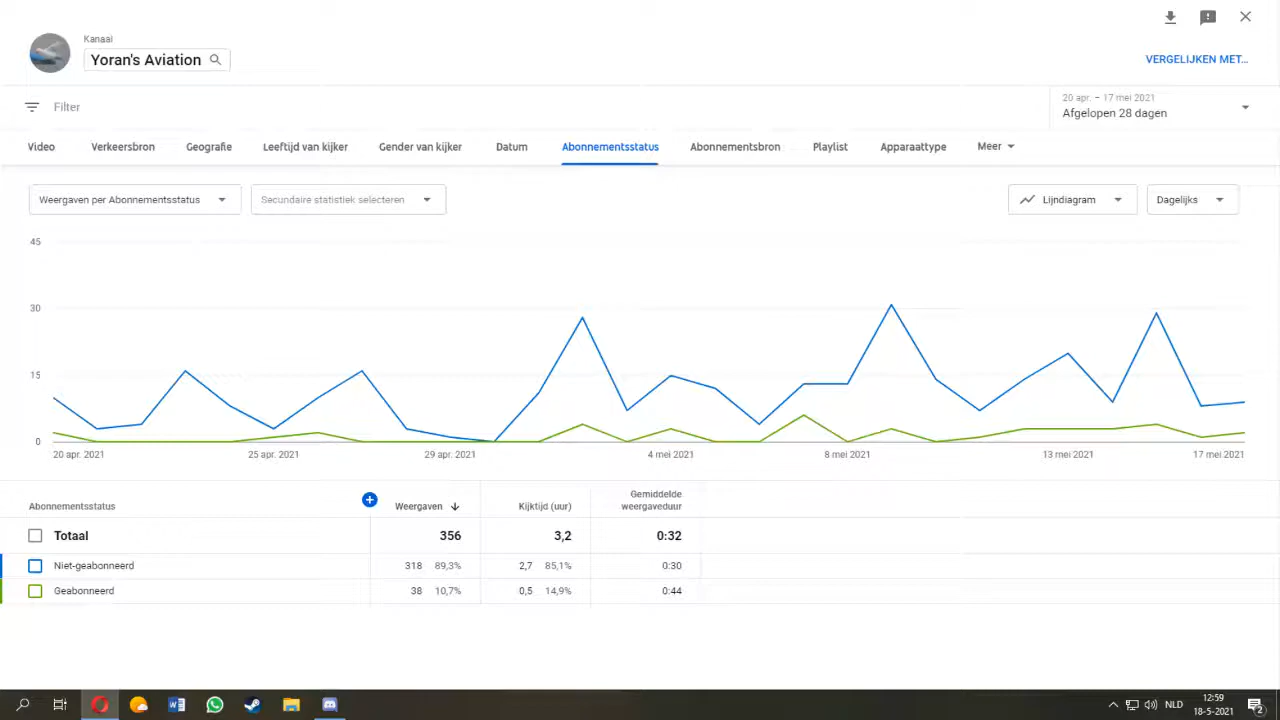 Kanaal
Yoran's Aviation
VERGELIJKEN MET...
Filter
20 apr. – 17 mei 2021
Afgelopen 28 dagen
Video Verkeersbron Geografie Leeftijd van kijker Gender van kijker Datum Abonnementsstatus Abonnementsbron Playlist Apparaattype Meer
Weergaven per Abonnementsstatus Secundaire statistiek selecteren Lijndiagram Dagelijks
45
30
15
0
20 apr. 2021 25 apr. 2021 29 apr. 2021 4 mei 2021 8 mei 2021 13 mei 2021 17 mei 2021
Abonnementsstatus Weergaven Kijktijd (uur) Gemiddelde weergaveduur
Totaal 356 3,2 0:32
Niet-geabonneerd 318 89,3% 2,7 85,1% 0:30
Geabonneerd 38 10,7% 0,5 14,9% 0:44
NLD
12:59
18-5-2021
2